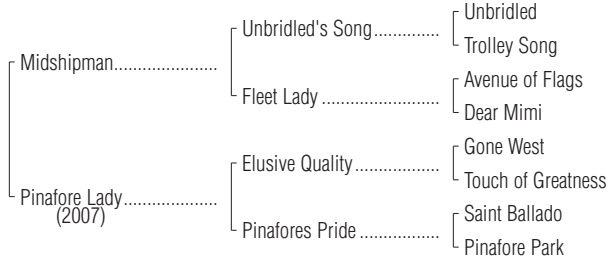 Unbridled
Unbridled's Song..............
Trolley Song
Midshipman......................
Avenue of Flags
Fleet Lady .........................
Dear Mimi
Gone West
Elusive Quality..................
Touch of Greatness
Pinafore Lady....................
(2007)
Saint Ballado
Pinafores Pride .................
Pinafore Park